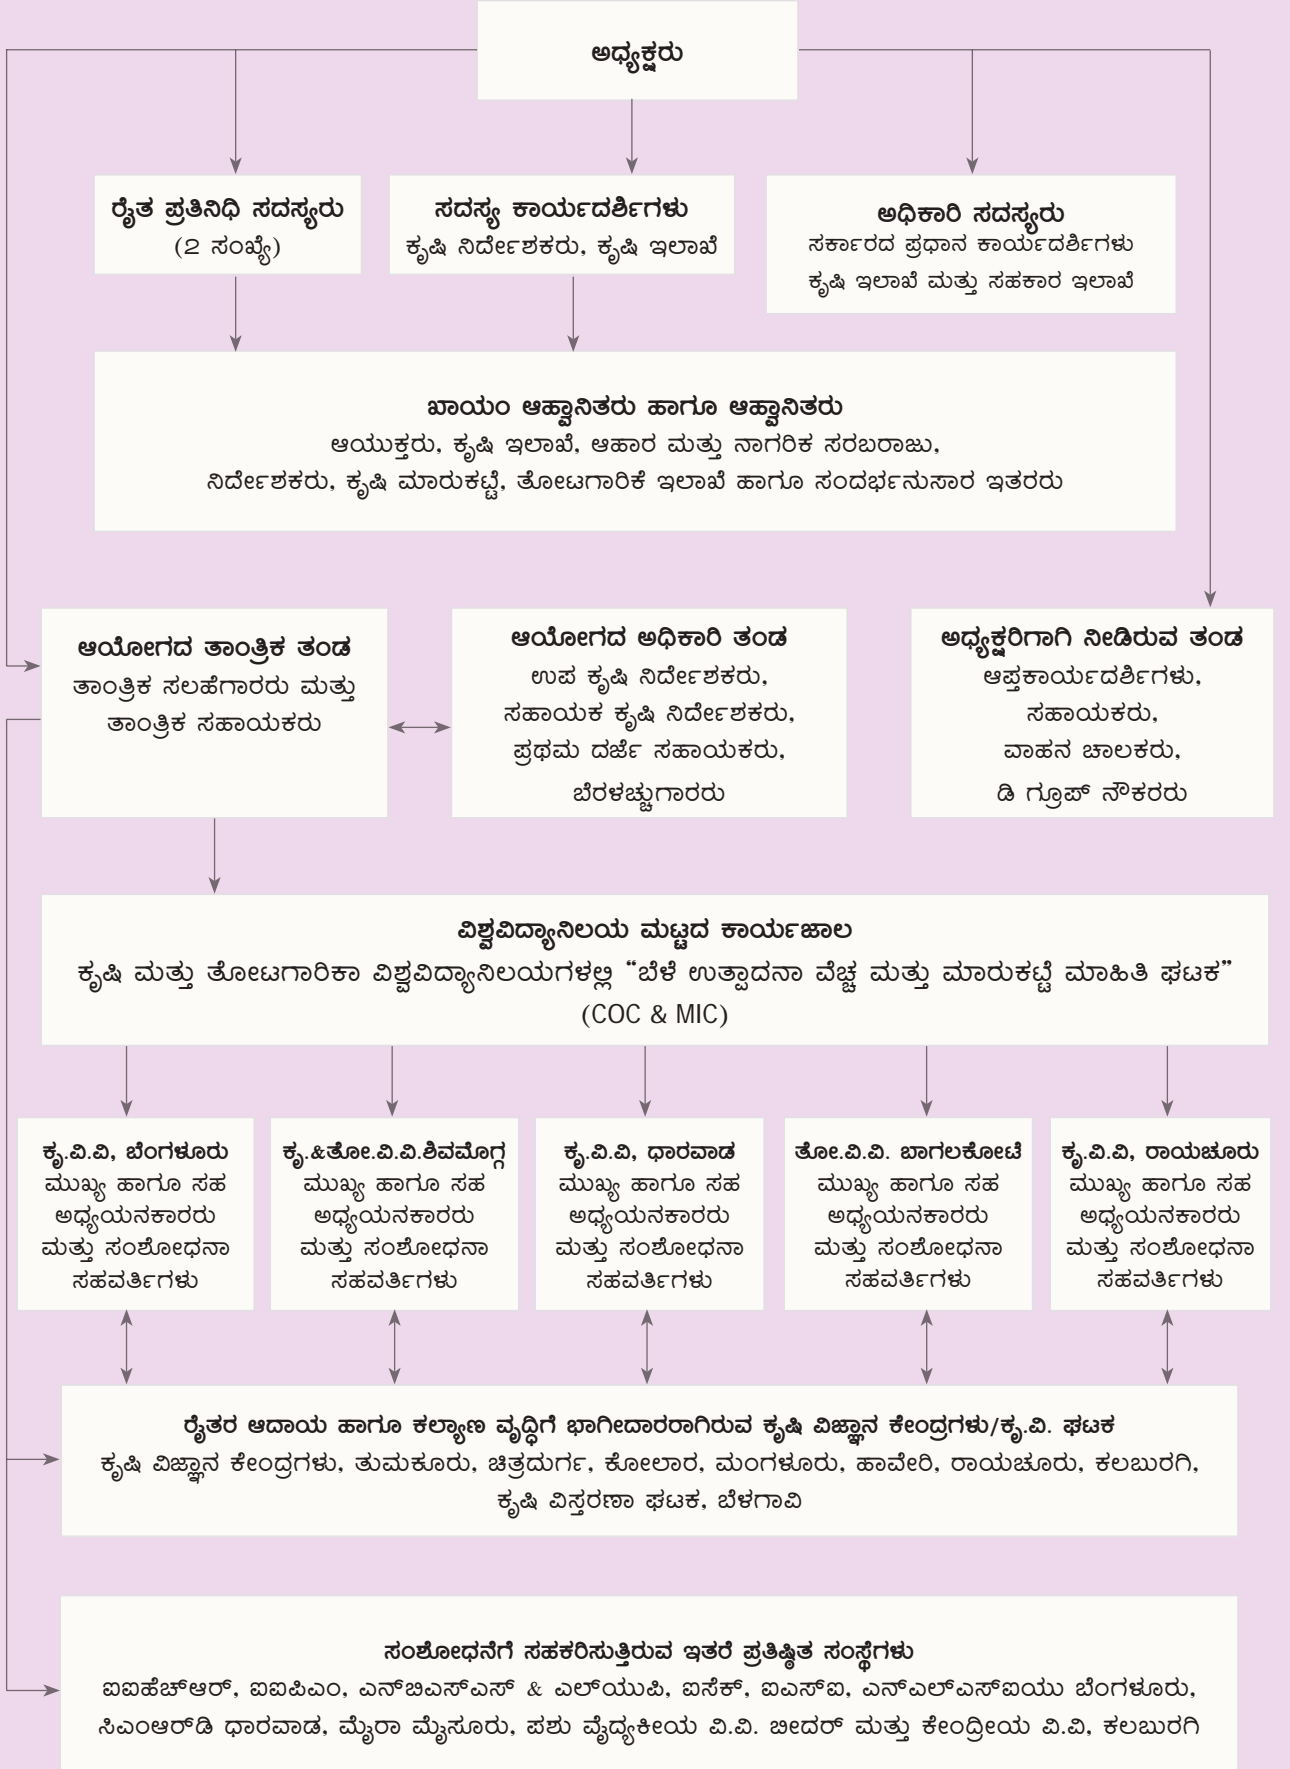 ಅಧ್ಯಕ್ಷರು
ರೈತ ಪ್ರತಿನಿಧಿ ಸದಸ್ಯರು
(2 ಸಂಖ್ಯೆ)
ಸದಸ್ಯ ಕಾರ್ಯದರ್ಶಿಗಳು
ಕೃಷಿ ನಿರ್ದೇಶಕರು, ಕೃಷಿ ಇಲಾಖೆ
ಅಧಿಕಾರಿ ಸದಸ್ಯರು
ಸರ್ಕಾರದ ಪ್ರಧಾನ ಕಾರ್ಯದರ್ಶಿಗಳು
ಕೃಷಿ ಇಲಾಖೆ ಮತ್ತು ಸಹಕಾರ ಇಲಾಖೆ
ಖಾಯಂ ಆಹ್ವಾನಿತರು ಹಾಗೂ ಆಹ್ವಾನಿತರು
ಆಯುಕ್ತರು, ಕೃಷಿ ಇಲಾಖೆ, ಆಹಾರ ಮತ್ತು ನಾಗರಿಕ ಸರಬರಾಜು,
ನಿರ್ದೇಶಕರು, ಕೃಷಿ ಮಾರುಕಟ್ಟೆ, ತೋಟಗಾರಿಕೆ ಇಲಾಖೆ ಹಾಗೂ ಸಂದರ್ಭನುಸಾರ ಇತರರು
ಆಯೋಗದ ತಾಂತ್ರಿಕ ತಂಡ
ತಾಂತ್ರಿಕ ಸಲಹೆಗಾರರು ಮತ್ತು
ತಾಂತ್ರಿಕ ಸಹಾಯಕರು
ಆಯೋಗದ ಅಧಿಕಾರಿ ತಂಡ
ಉಪ ಕೃಷಿ ನಿರ್ದೇಶಕರು,
ಸಹಾಯಕ ಕೃಷಿ ನಿರ್ದೇಶಕರು,
ಪ್ರಥಮ ದರ್ಜೆ ಸಹಾಯಕರು,
ಬೆರಳಚ್ಚುಗಾರರು
ಅಧ್ಯಕ್ಷರಿಗಾಗಿ ನೀಡಿರುವ ತಂಡ
ಆಪ್ತಕಾರ್ಯದರ್ಶಿಗಳು,
ಸಹಾಯಕರು,
ವಾಹನ ಚಾಲಕರು,
ಡಿ ಗ್ರೂಪ್ ನೌಕರರು
ವಿಶ್ವವಿದ್ಯಾನಿಲಯ ಮಟ್ಟದ ಕಾರ್ಯಜಾಲ
ಕೃಷಿ ಮತ್ತು ತೋಟಗಾರಿಕಾ ವಿಶ್ವವಿದ್ಯಾನಿಲಯಗಳಲ್ಲಿ “ಬೆಳೆ ಉತ್ಪಾದನಾ ವೆಚ್ಚ ಮತ್ತು ಮಾರುಕಟ್ಟೆ ಮಾಹಿತಿ ಘಟಕ”
(COC & MIC)
ಕೃ.ವಿ.ವಿ, ಬೆಂಗಳೂರು
ಮುಖ್ಯ ಹಾಗೂ ಸಹ
ಅಧ್ಯಯನಕಾರರು
ಮತ್ತು ಸಂಶೋಧನಾ
ಸಹವರ್ತಿಗಳು
ಕೃ.&ತೋ.ವಿ.ವಿ.ಶಿವಮೊಗ್ಗ
ಮುಖ್ಯ ಹಾಗೂ ಸಹ
ಅಧ್ಯಯನಕಾರರು
ಮತ್ತು ಸಂಶೋಧನಾ
ಸಹವರ್ತಿಗಳು
ಕೃ.ವಿ.ವಿ, ಧಾರವಾಡ
ಮುಖ್ಯ ಹಾಗೂ ಸಹ
ಅಧ್ಯಯನಕಾರರು
ಮತ್ತು ಸಂಶೋಧನಾ
ಸಹವರ್ತಿಗಳು
ತೋ.ವಿ.ವಿ. ಬಾಗಲಕೋಟೆ
ಮುಖ್ಯ ಹಾಗೂ ಸಹ
ಅಧ್ಯಯನಕಾರರು
ಮತ್ತು ಸಂಶೋಧನಾ
ಸಹವರ್ತಿಗಳು
ಕೃ.ವಿ.ವಿ, ರಾಯಚೂರು
ಮುಖ್ಯ ಹಾಗೂ ಸಹ
ಅಧ್ಯಯನಕಾರರು
ಮತ್ತು ಸಂಶೋಧನಾ
ಸಹವರ್ತಿಗಳು
ರೈತರ ಆದಾಯ ಹಾಗೂ ಕಲ್ಯಾಣ ವೃದ್ಧಿಗೆ ಭಾಗೀದಾರರಾಗಿರುವ ಕೃಷಿ ವಿಜ್ಞಾನ ಕೇಂದ್ರಗಳು/ಕೃ.ವಿ. ಘಟಕ
ಕೃಷಿ ವಿಜ್ಞಾನ ಕೇಂದ್ರಗಳು, ತುಮಕೂರು, ಚಿತ್ರದುರ್ಗ, ಕೋಲಾರ, ಮಂಗಳೂರು, ಹಾವೇರಿ, ರಾಯಚೂರು, ಕಲಬುರಗಿ,
ಕೃಷಿ ವಿಸ್ತರಣಾ ಘಟಕ, ಬೆಳಗಾವಿ
ಸಂಶೋಧನೆಗೆ ಸಹಕರಿಸುತ್ತಿರುವ ಇತರೆ ಪ್ರತಿಷ್ಠಿತ ಸಂಸ್ಥೆಗಳು
ಐಐಹೆಚ್‌ಆರ್, ಐಐಪಿಎಂ, ಎನ್‌ಬಿಎಸ್‌ಎಸ್ & ಎಲ್‌ಯುಪಿ, ಐಸೆಕ್, ಐಎಸ್‌ಐ, ಎನ್‌ಎಲ್‌ಎಸ್‌ಐಯು ಬೆಂಗಳೂರು,
ಸಿಎಂಆರ್‌ಡಿ ಧಾರವಾಡ, ಮೈರಾ ಮೈಸೂರು, ಪಶು ವೈದ್ಯಕೀಯ ವಿ.ವಿ. ಬೀದರ್ ಮತ್ತು ಕೇಂದ್ರೀಯ ವಿ.ವಿ, ಕಲಬುರಗಿ